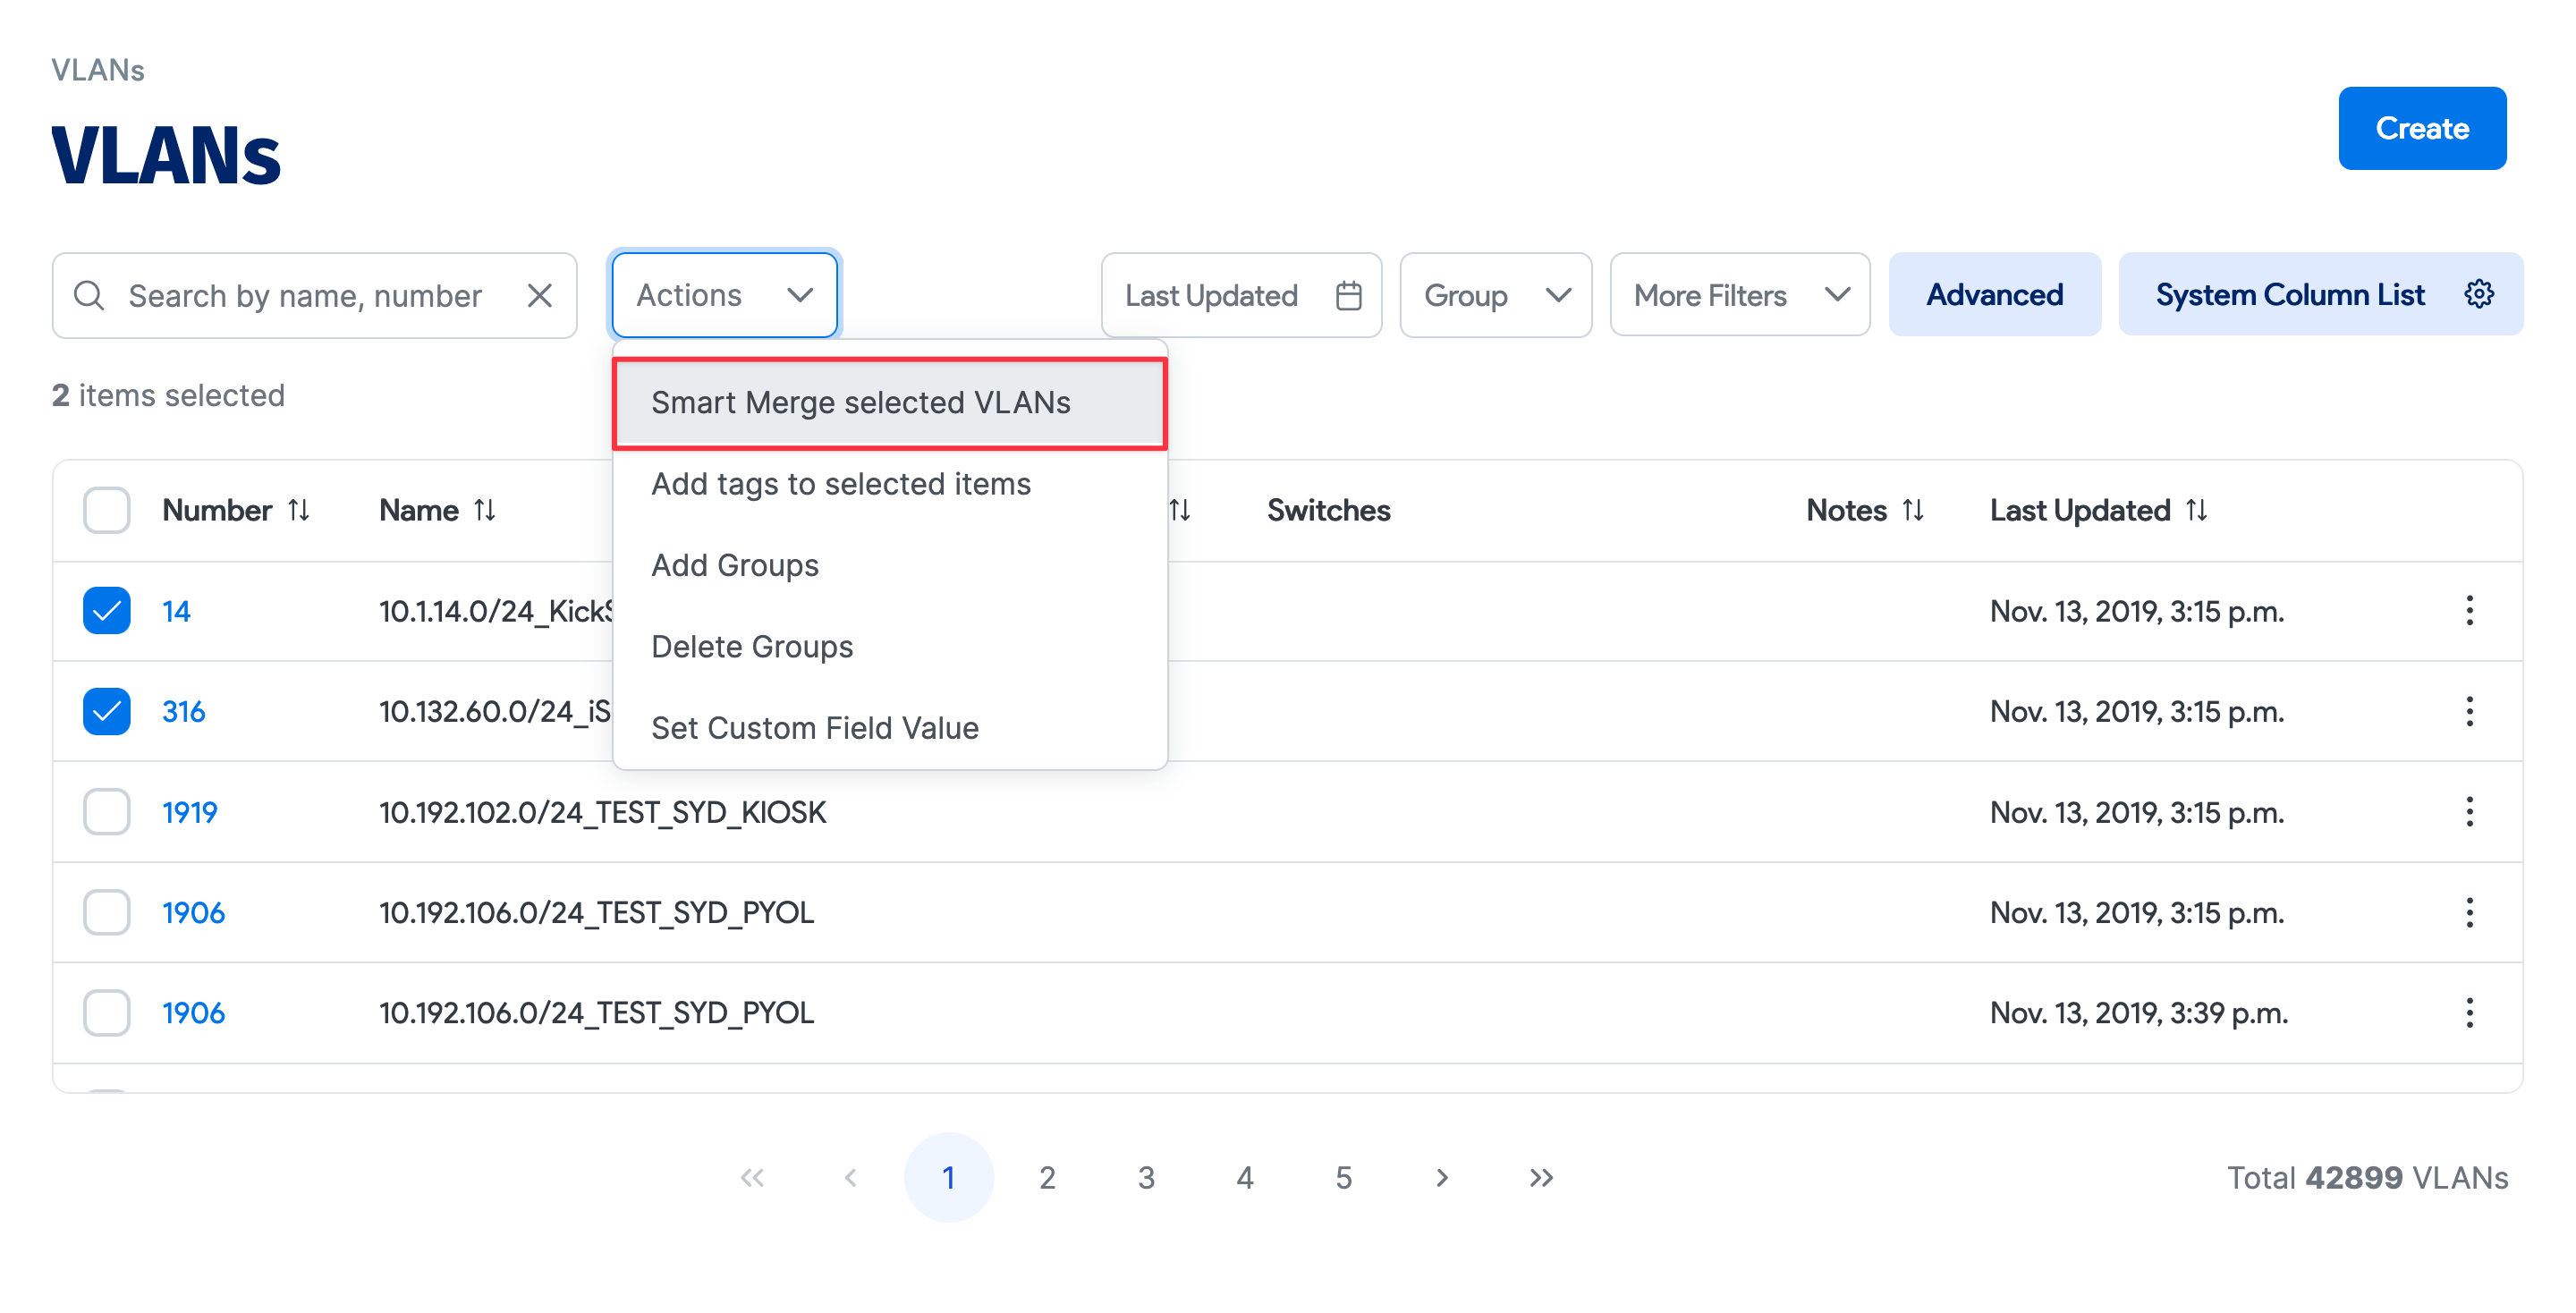 VLANs
VLANs
Create
Search by name, number
Actions
Last Updated
Group
More Filters
Advanced
System Column List
2 items selected
Smart Merge selected VLANs
Add tags to selected items
Add Groups
Delete Groups
Set Custom Field Value
Number Name Switches Notes Last Updated
14 10.1.14.0/24_Kick Nov. 13, 2019, 3:15 p.m.
316 10.132.60.0/24_iS Nov. 13, 2019, 3:15 p.m.
1919 10.192.102.0/24_TEST_SYD_KIOSK Nov. 13, 2019, 3:15 p.m.
1906 10.192.106.0/24_TEST_SYD_PYOL Nov. 13, 2019, 3:15 p.m.
1906 10.192.106.0/24_TEST_SYD_PYOL Nov. 13, 2019, 3:39 p.m.
1 2 3 4 5
Total 42899 VLANs